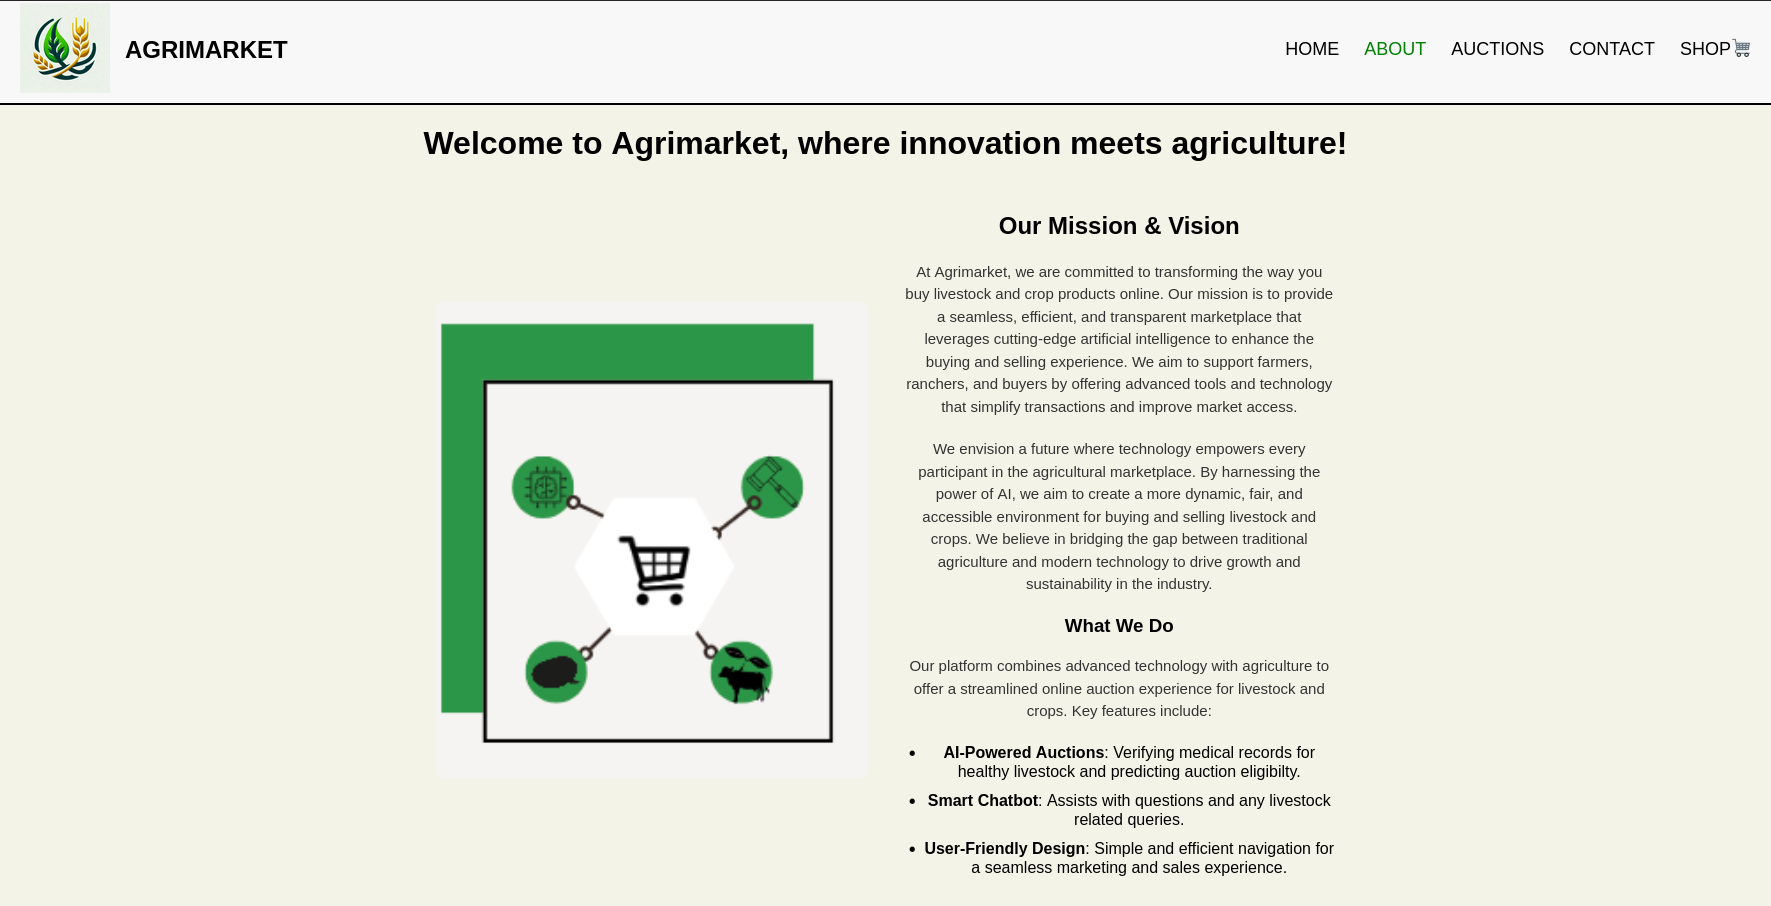 AGRIMARKET
HOME ABOUT AUCTIONS CONTACT SHOP
Welcome to Agrimarket, where innovation meets agriculture!
Our Mission & Vision
At Agrimarket, we are committed to transforming the way you
buy livestock and crop products online. Our mission is to provide
a seamless, efficient, and transparent marketplace that
leverages cutting-edge artificial intelligence to enhance the
buying and selling experience. We aim to support farmers,
ranchers, and buyers by offering advanced tools and technology
that simplify transactions and improve market access.
We envision a future where technology empowers every
participant in the agricultural marketplace. By harnessing the
power of AI, we aim to create a more dynamic, fair, and
accessible environment for buying and selling livestock and
crops. We believe in bridging the gap between traditional
agriculture and modern technology to drive growth and
sustainability in the industry.
What We Do
Our platform combines advanced technology with agriculture to
offer a streamlined online auction experience for livestock and
crops. Key features include:
• AI-Powered Auctions: Verifying medical records for
healthy livestock and predicting auction eligibilty.
• Smart Chatbot: Assists with questions and any livestock
related queries.
• User-Friendly Design: Simple and efficient navigation for
a seamless marketing and sales experience.